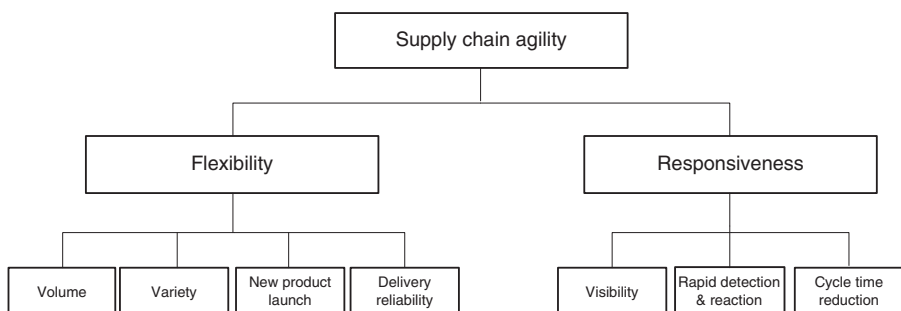 Supply chain agility
Flexibility
Responsiveness
Volume
Variety
New product
launch
Delivery
reliability
Visibility
Rapid detection
& reaction
Cycle time
reduction